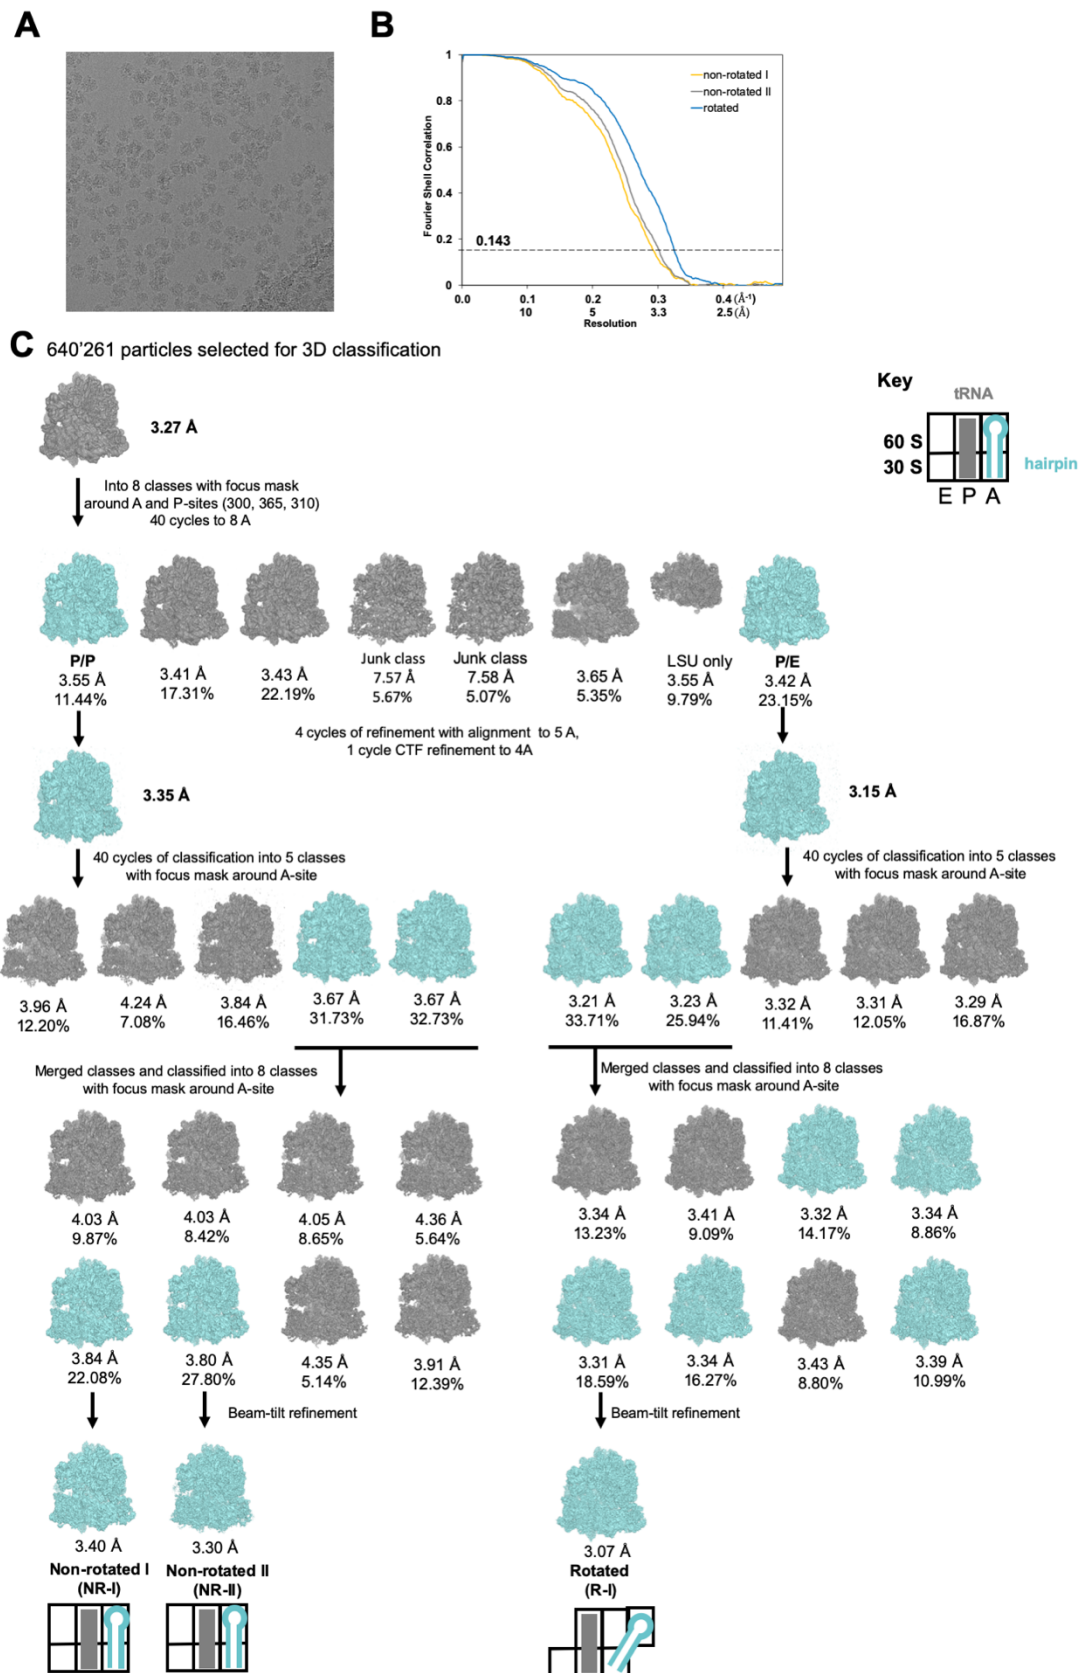 A
B
1
0.8
0.6
0.4
0.2
0
Fourier Shell Correlation
non-rotated I
non-rotated II
rotated
0.143
0.0 0.1 0.2 0.3 0.4 (Å⁻¹)
10 5 3.3 2.5 (Å)
Resolution
C 640'261 particles selected for 3D classification
3.27 Å
Key
tRNA
60 S
30 S
hairpin
E P A
Into 8 classes with focus mask
around A and P-sites (300, 365, 310)
40 cycles to 8 A
P/P
3.55 Å
11.44%
3.41 Å
17.31%
3.43 Å
22.19%
Junk class
7.57 Å
5.67%
Junk class
7.58 Å
5.07%
3.65 Å
5.35%
LSU only
3.55 Å
9.79%
P/E
3.42 Å
23.15%
4 cycles of refinement with alignment to 5 A,
1 cycle CTF refinement to 4A
3.35 Å
3.15 Å
40 cycles of classification into 5 classes
with focus mask around A-site
40 cycles of classification into 5 classes
with focus mask around A-site
3.96 Å
12.20%
4.24 Å
7.08%
3.84 Å
16.46%
3.67 Å
31.73%
3.67 Å
32.73%
3.21 Å
33.71%
3.23 Å
25.94%
3.32 Å
11.41%
3.31 Å
12.05%
3.29 Å
16.87%
Merged classes and classified into 8 classes
with focus mask around A-site
Merged classes and classified into 8 classes
with focus mask around A-site
4.03 Å
9.87%
4.03 Å
8.42%
4.05 Å
8.65%
4.36 Å
5.64%
3.34 Å
13.23%
3.41 Å
9.09%
3.32 Å
14.17%
3.34 Å
8.86%
3.84 Å
22.08%
3.80 Å
27.80%
4.35 Å
5.14%
3.91 Å
12.39%
3.31 Å
18.59%
3.34 Å
16.27%
3.43 Å
8.80%
3.39 Å
10.99%
Beam-tilt refinement
Beam-tilt refinement
3.40 Å
Non-rotated I
(NR-I)
3.30 Å
Non-rotated II
(NR-II)
3.07 Å
Rotated
(R-I)